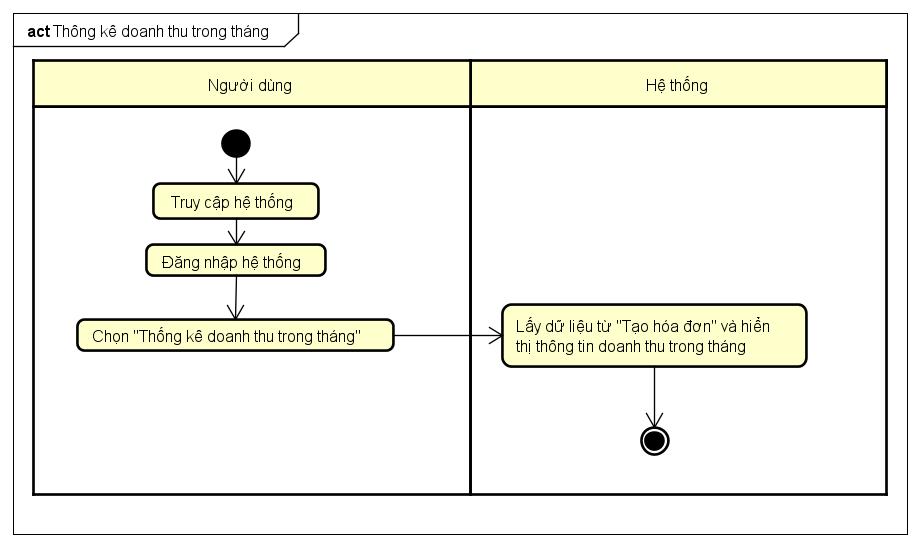 act Thông kê doanh thu trong tháng
Người dùng
Hệ thống
Truy cập hệ thống
Đăng nhập hệ thống
Chọn "Thống kê doanh thu trong tháng"
Lấy dữ liệu từ "Tạo hóa đơn" và hiển
thị thông tin doanh thu trong tháng